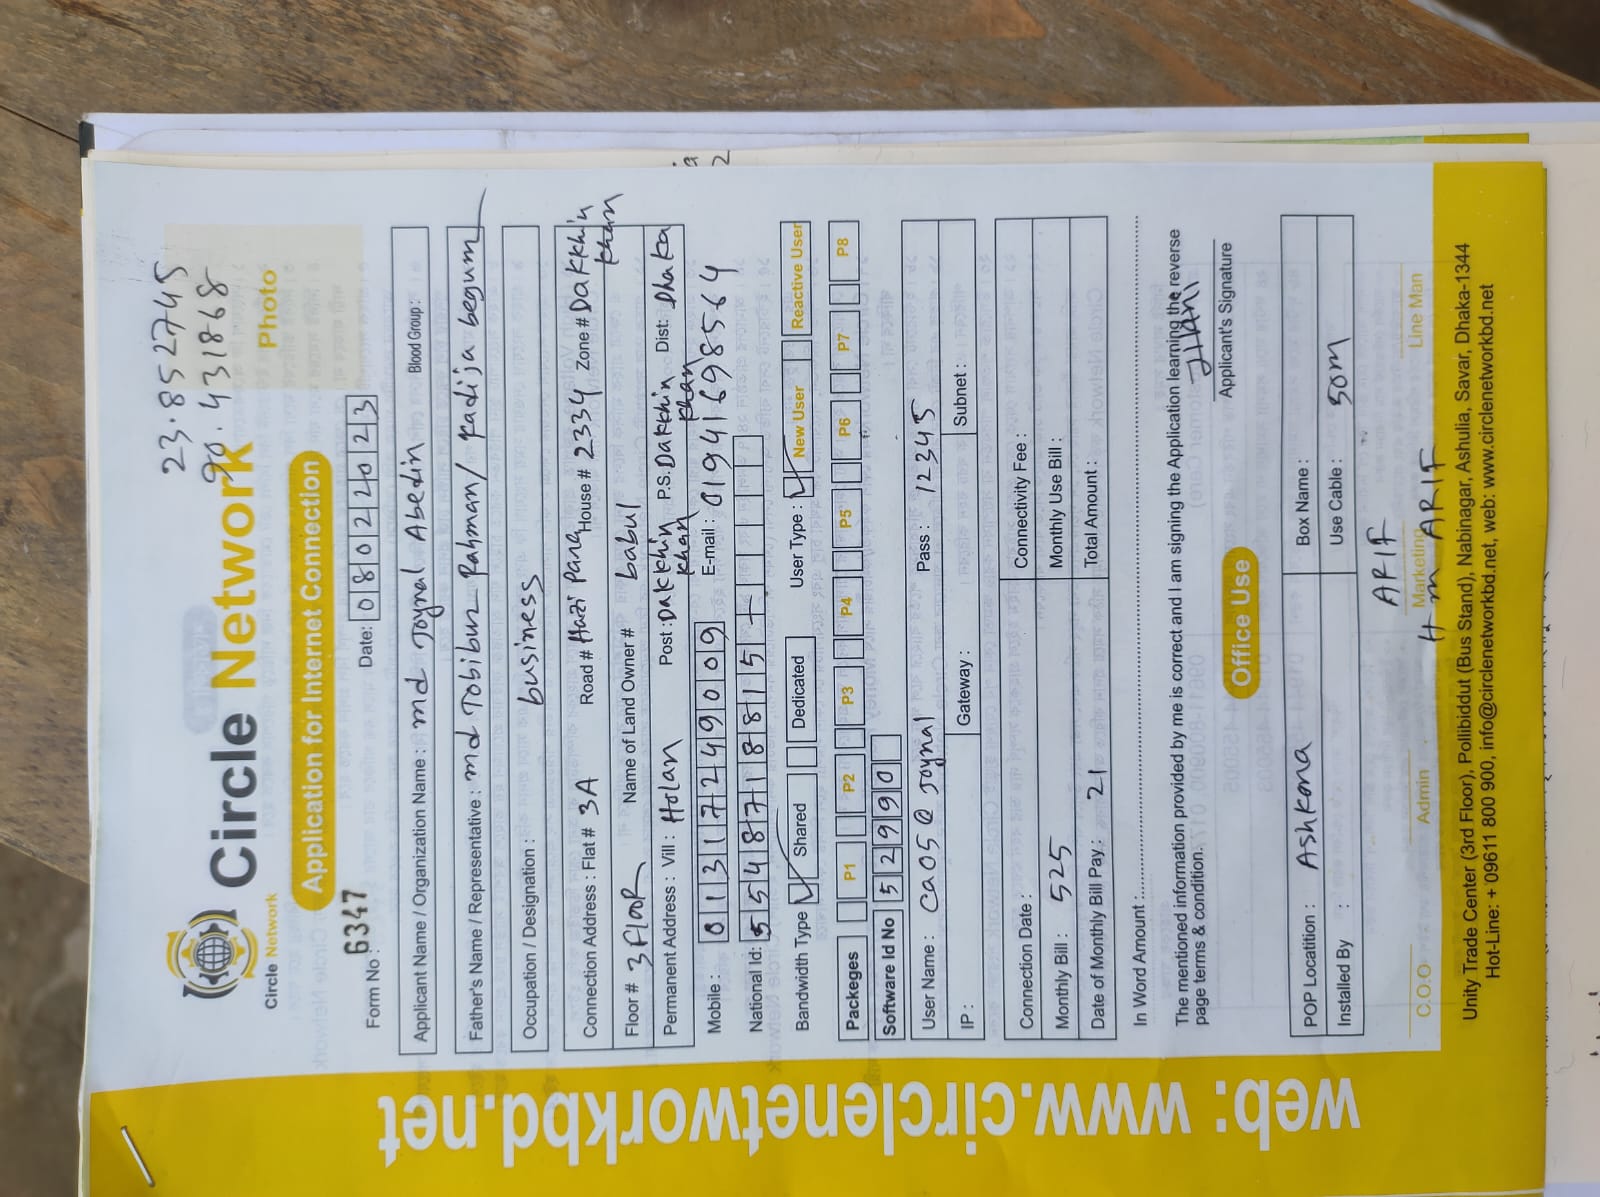 23.852745
90.431868
Circle Network
Circle Network
Photo
Application for Internet Connection
Form No : 6347
Date: 08022023
Applicant Name / Organization Name : md Joynal Abedin Blood Group:
Father's Name / Representative : md Tobibur Rahman/ Kadija begum
Occupation / Designation : business
Connection Address : Flat # 3A Road # Hazi Para House # 2334 Zone # Dakkhin khan
Floor # 3 FlooR Name of Land Owner # babul
Permanent Address : Vill : Holan Post : Dakkhin khan P.S. Dakkhin khan Dist: Dhaka
Mobile : 01317249009 E-mail : 01941698564
National Id: 5548718815
Bandwidth Type Shared Dedicated User Type : New User Reactive User
Packeges P1 P2 P3 P4 P5 P6 P7 P8
Software Id No 52990
User Name : Ca05@Joynal Pass : 12345
IP : Gateway : Subnet :
Connection Date : Connectivity Fee :
Monthly Bill : 525 Monthly Use Bill :
Date of Monthly Bill Pay : 21 Total Amount :
In Word Amount :
The mentioned information provided by me is correct and I am signing the Application learning the reverse
page terms & condition.
Applicant's Signature
Office Use
POP Locatition : Ashkona Box Name :
Installed By : Use Cable : 50m
ARIF
C.O.O Admin Marketing Line Man
H m ARIF
Unity Trade Center (3rd Floor), Pollibiddut (Bus Stand), Nabinagar, Ashulia, Savar, Dhaka-1344
Hot-Line: +09611 800 900, info@circlenetworkbd.net, web: www.circlenetworkbd.net
web: www.circlenetworkbd.net